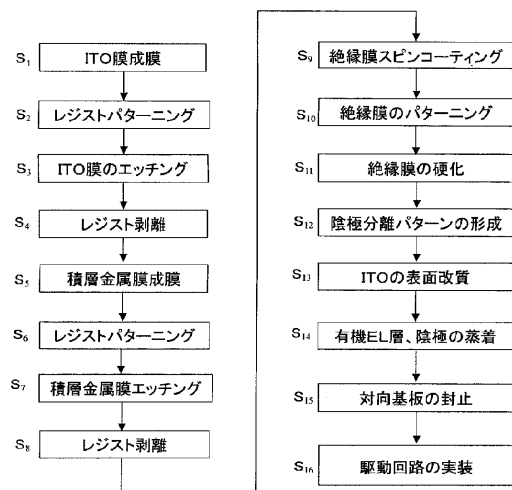 S1 ITO膜成膜
S2 レジストパターニング
S3 ITO膜のエッチング
S4 レジスト剥離
S5 積層金属膜成膜
S6 レジストパターニング
S7 積層金属膜エッチング
S8 レジスト剥離
S9 絶縁膜スピンコーティング
S10 絶縁膜のパターニング
S11 絶縁膜の硬化
S12 陰極分離パターンの形成
S13 ITOの表面改質
S14 有機EL層、陰極の蒸着
S15 対向基板の封止
S16 駆動回路の実装